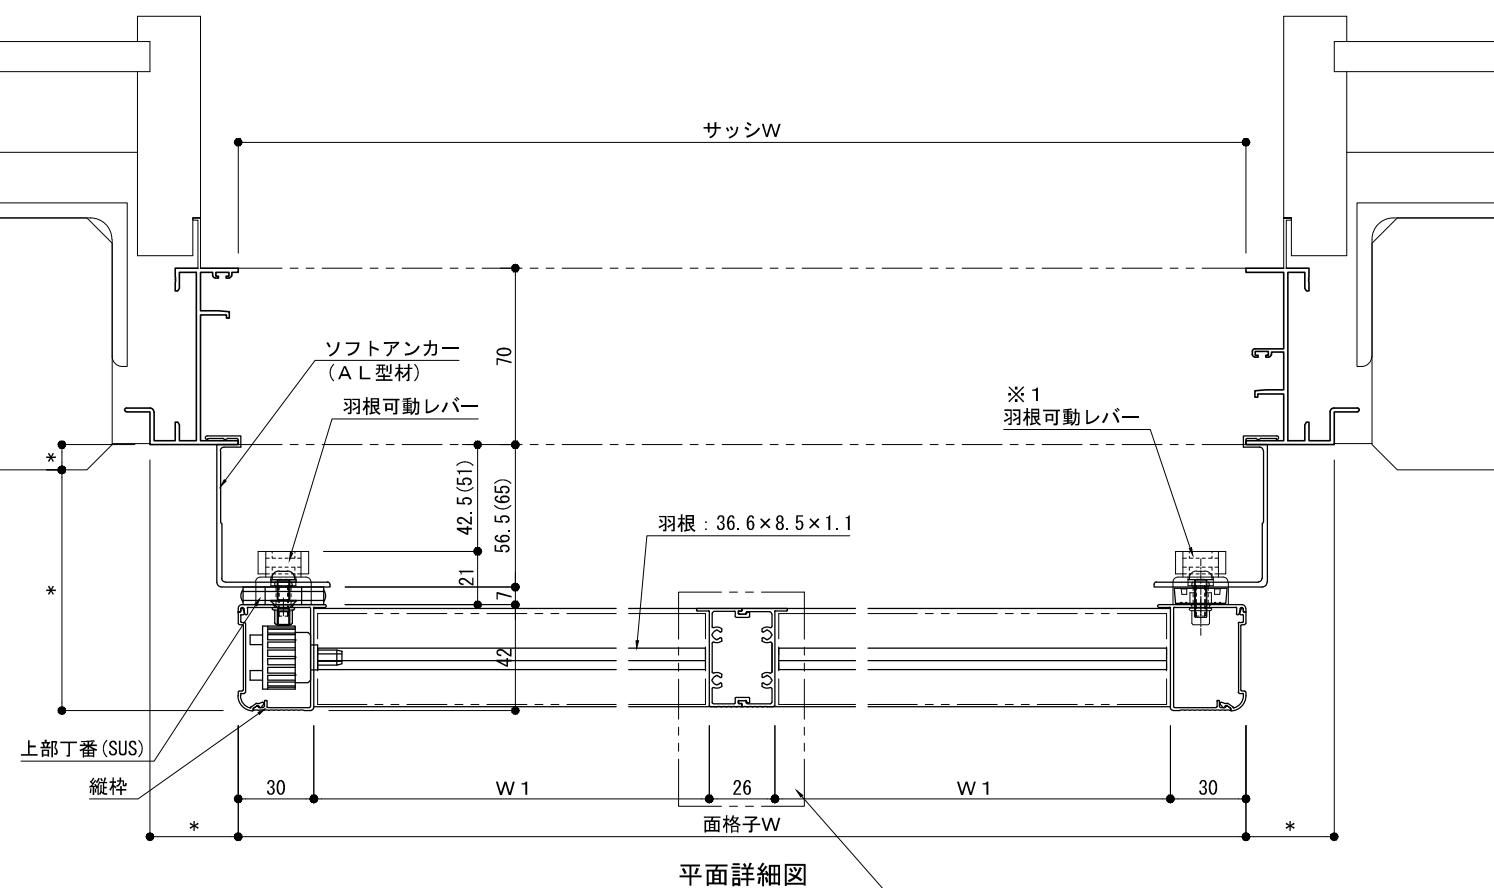 サッシW
70
ソフトアンカー
(AL型材)
羽根可動レバー
※1
羽根可動レバー
*
42.5(51)
56.5(65)
羽根：36.6×8.5×1.1
*
21
7
42
上部丁番(SUS)
縦枠
30
W1
26
W1
30
*
面格子W
*
平面詳細図